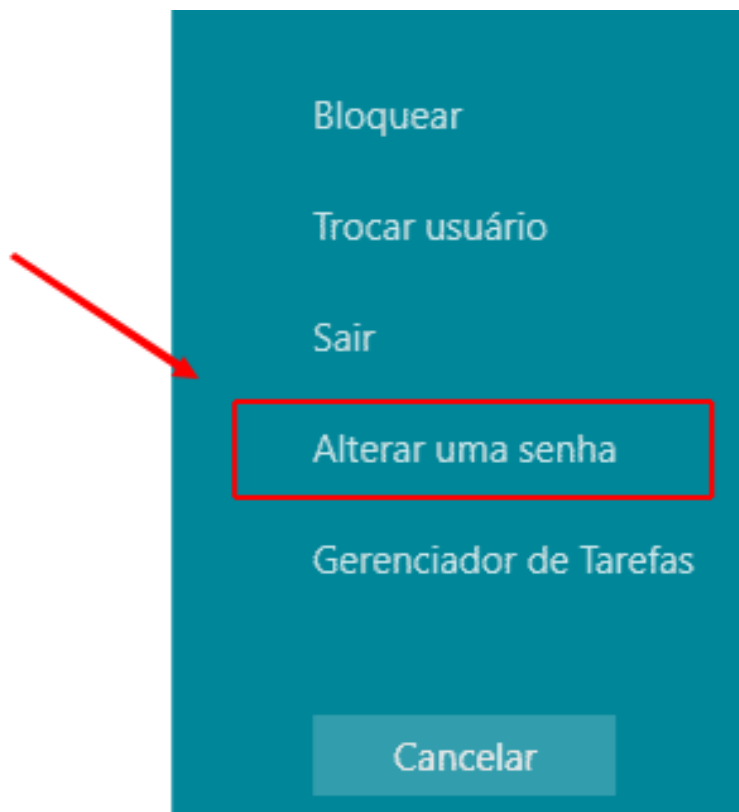 Bloquear
Trocar usuário
Sair
Alterar uma senha
Gerenciador de Tarefas
Cancelar